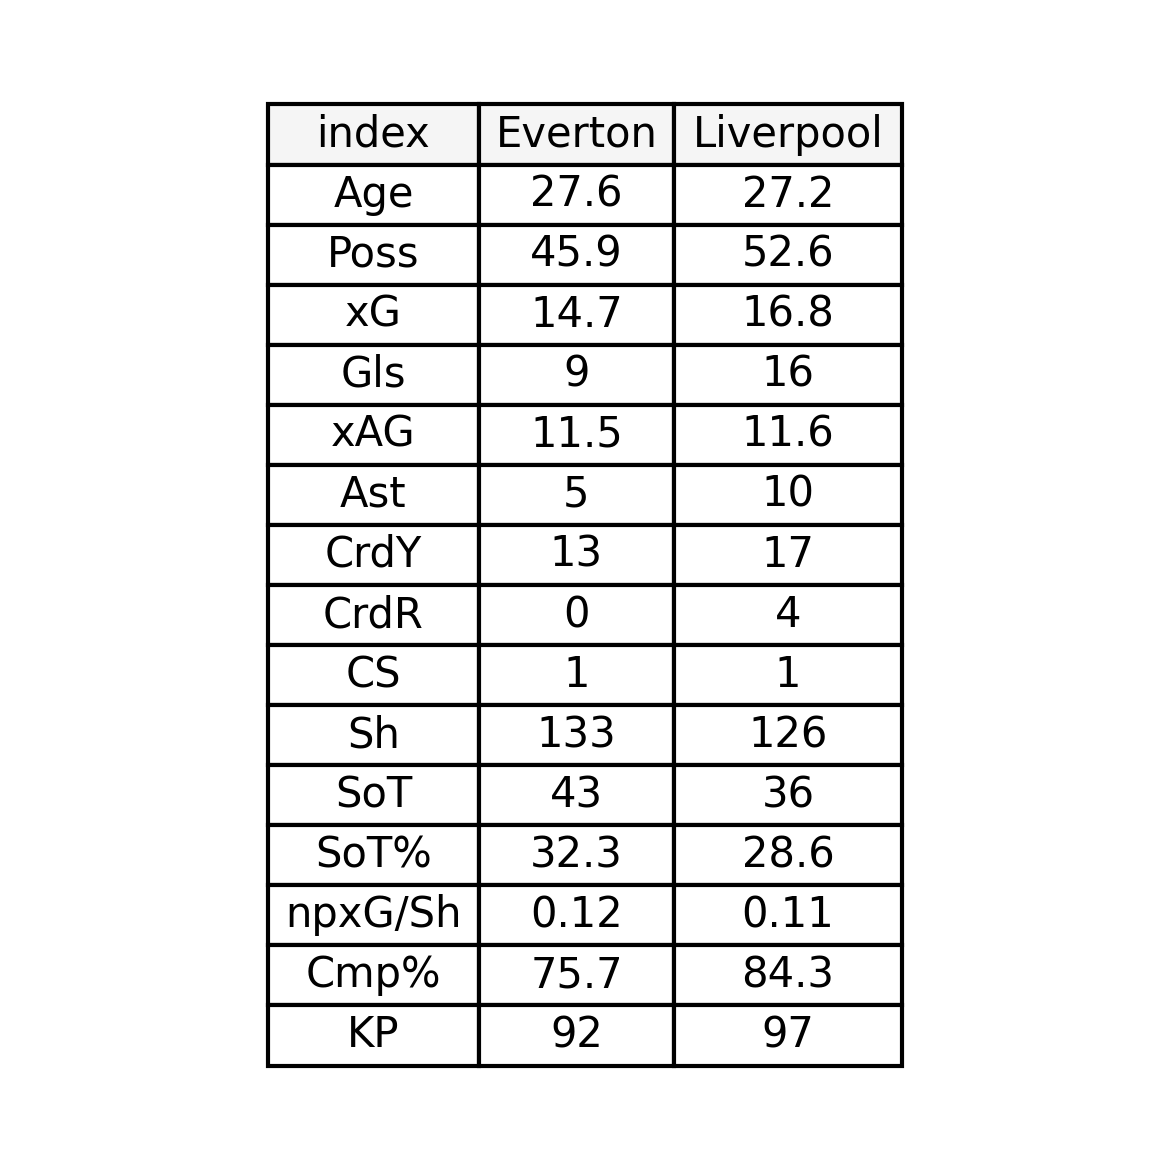 index Everton Liverpool
Age 27.6 27.2
Poss 45.9 52.6
xG 14.7 16.8
Gls 9 16
xAG 11.5 11.6
Ast 5 10
CrdY 13 17
CrdR 0 4
CS 1 1
Sh 133 126
SoT 43 36
SoT% 32.3 28.6
npxG/Sh 0.12 0.11
Cmp% 75.7 84.3
KP 92 97